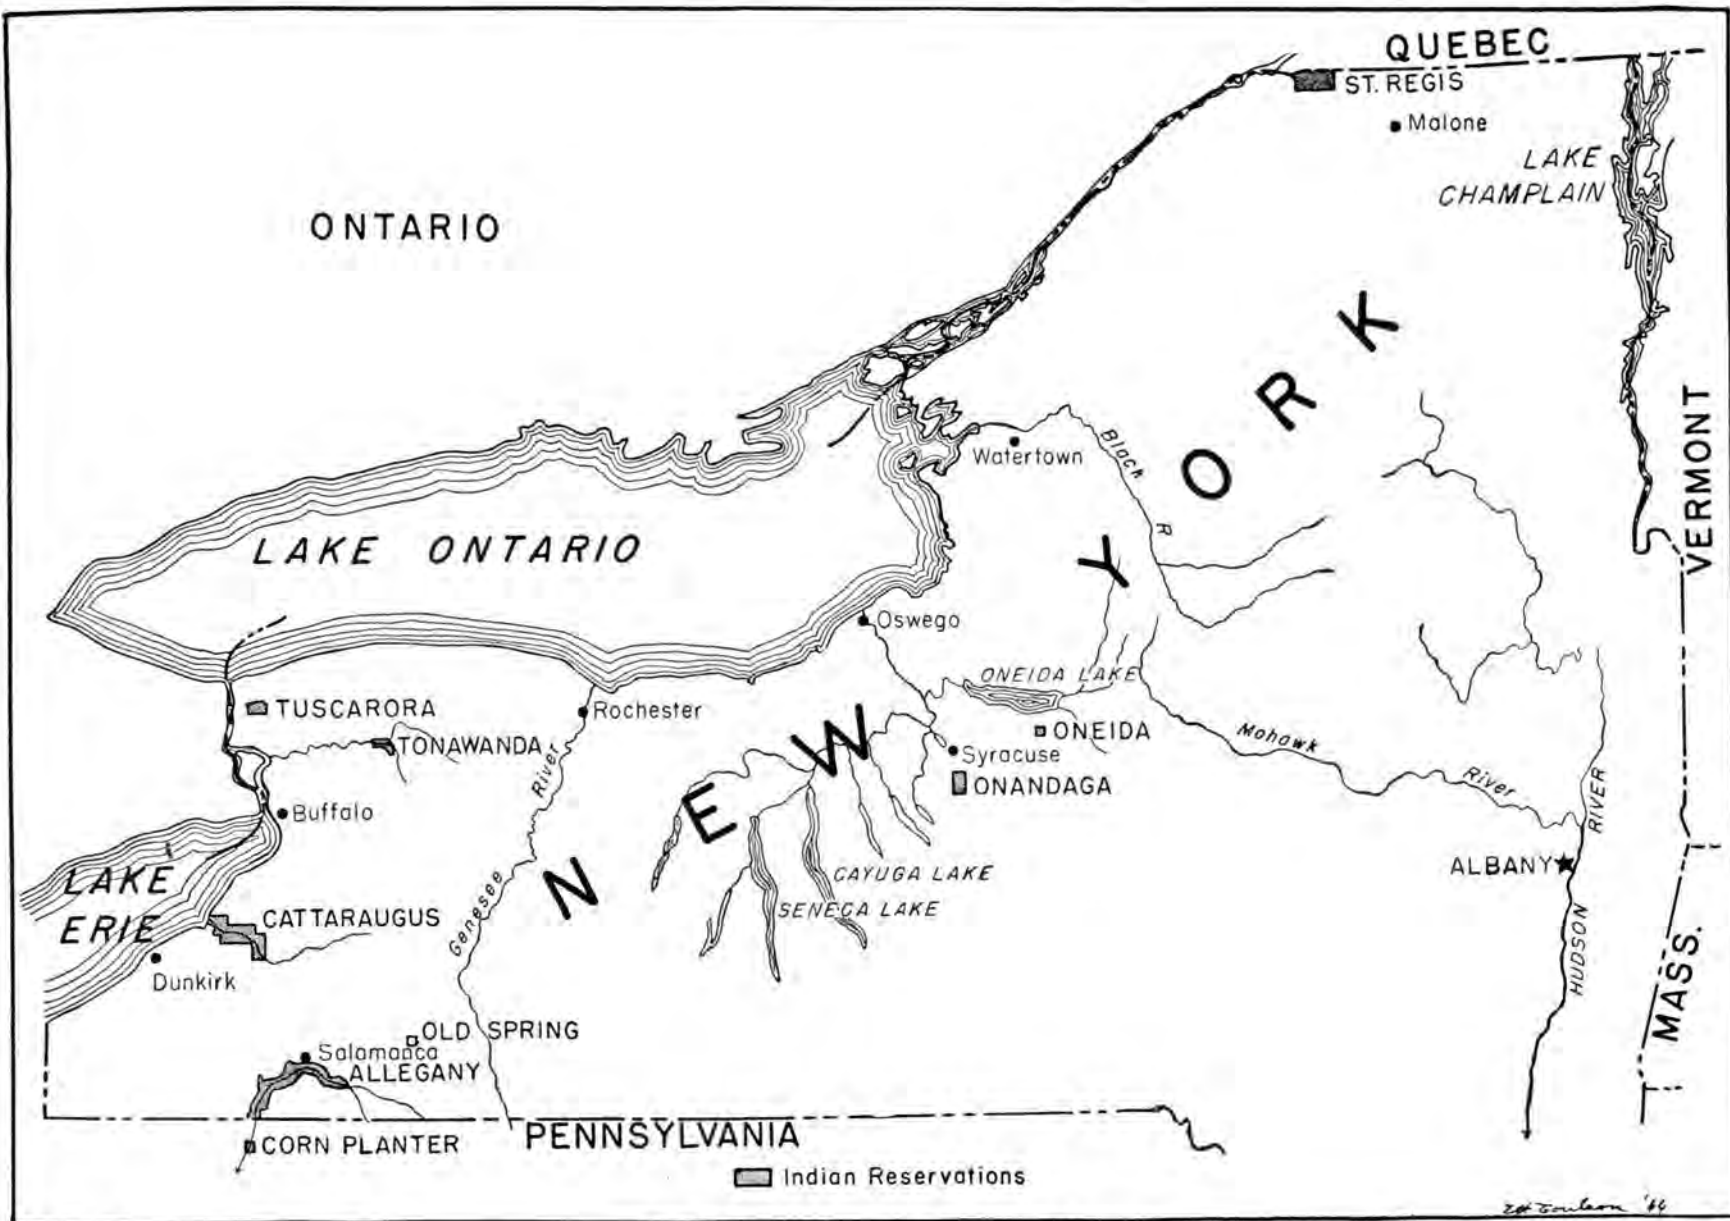 QUEBEC
ST. REGIS
Malone
LAKE
CHAMPLAIN
ONTARIO
NEW YORK
VERMONT
Black R
Watertown
LAKE ONTARIO
Oswego
ONEIDA LAKE
TUSCARORA
Rochester
ONEIDA
TONAWANDA
Syracuse
Mohawk River
River
ONANDAGA
Buffalo
HUDSON RIVER
ALBANY
LAKE
ERIE
CAYUGA LAKE
SENECA LAKE
CATTARAUGUS
Genesee
Dunkirk
MASS.
OLD SPRING
Salamanca
ALLEGANY
PENNSYLVANIA
CORN PLANTER
Indian Reservations